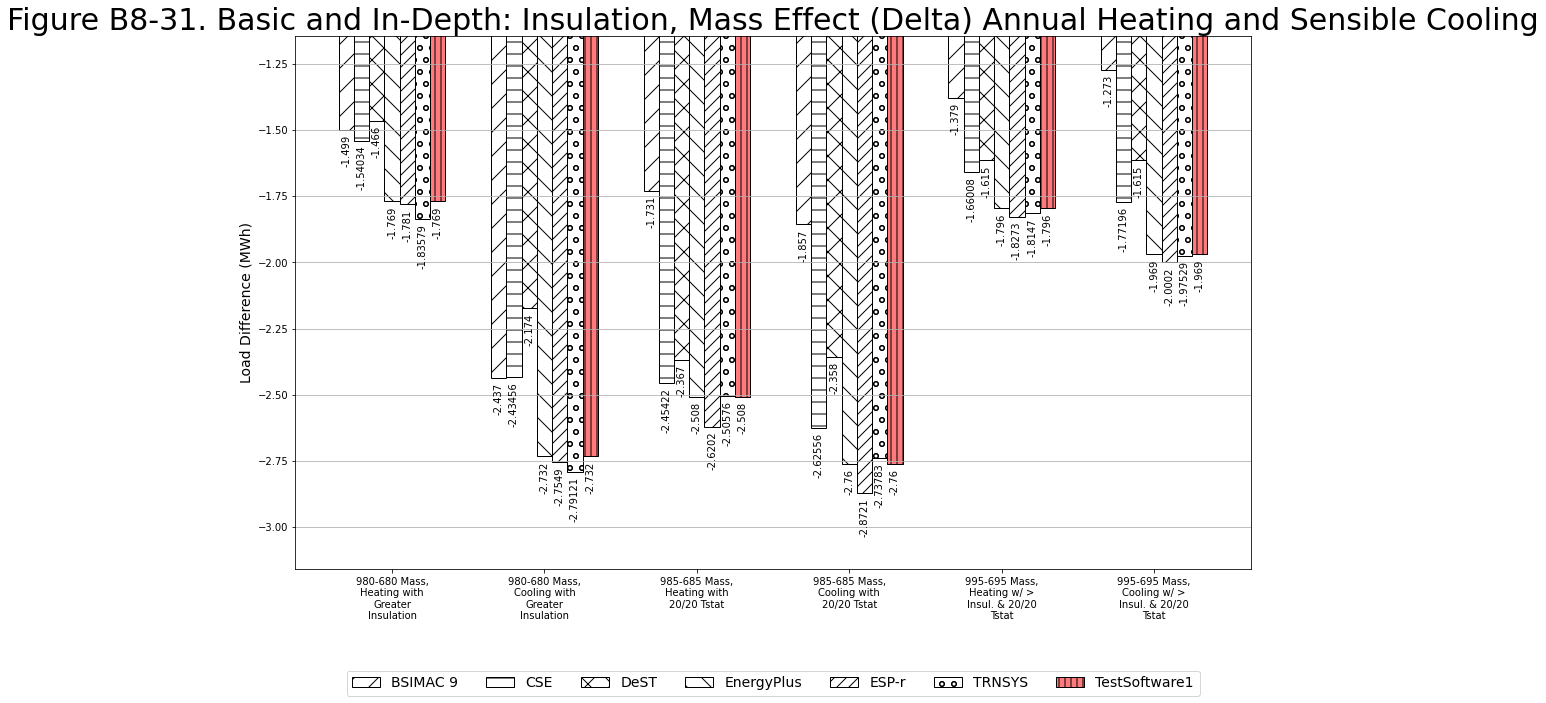 Figure B8-31. Basic and In-Depth: Insulation, Mass Effect (Delta) Annual Heating and Sensible Cooling
Load Difference (MWh)
−1.25
−1.50
−1.75
−2.00
−2.25
−2.50
−2.75
−3.00
-1.499
-1.54034
-1.466
-1.769
-1.781
-1.83579
-1.769
-2.437
-2.43456
-2.174
-2.732
-2.7549
-2.79121
-2.732
-1.731
-2.45422
-2.367
-2.508
-2.6202
-2.50576
-2.508
-1.857
-2.62556
-2.358
-2.76
-2.8721
-2.73783
-2.76
-1.379
-1.66008
-1.615
-1.796
-1.8273
-1.8147
-1.796
-1.273
-1.77196
-1.615
-1.969
-2.0002
-1.97529
-1.969
980-680 Mass,
Heating with
Greater
Insulation
980-680 Mass,
Cooling with
Greater
Insulation
985-685 Mass,
Heating with
20/20 Tstat
985-685 Mass,
Cooling with
20/20 Tstat
995-695 Mass,
Heating w/ >
Insul. & 20/20
Tstat
995-695 Mass,
Cooling w/ >
Insul. & 20/20
Tstat
BSIMAC 9
CSE
DeST
EnergyPlus
ESP-r
TRNSYS
TestSoftware1